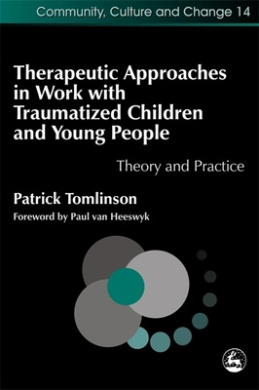 Community, Culture and Change 14
Therapeutic Approaches
in Work with
Traumatized Children
and Young People
Theory and Practice
Patrick Tomlinson
Foreword by Paul van Heeswyk